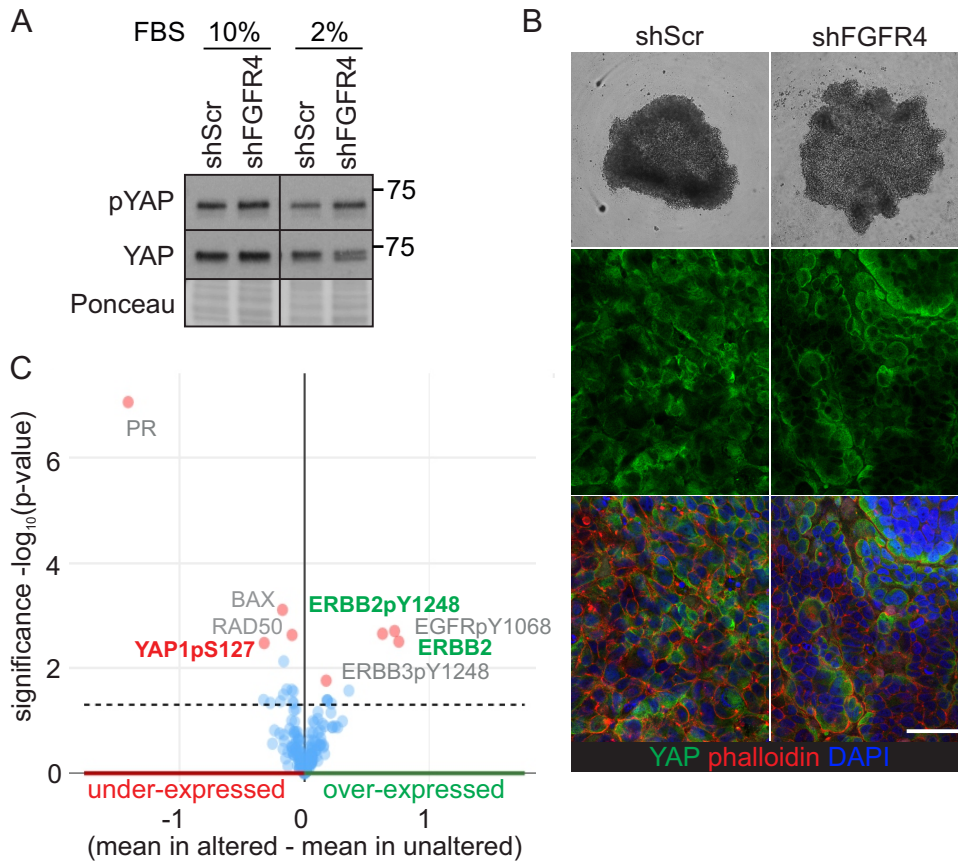 A
FBS 10% 2%
shScr shFGFR4 shScr shFGFR4
pYAP 75
YAP 75
Ponceau
B
shScr shFGFR4
YAP phalloidin DAPI
C
significance -log₁₀(p-value)
6
4
2
0
PR
BAX
RAD50
YAP1pS127
ERBB2pY1248
EGFRpY1068
ERBB2
ERBB3pY1248
under-expressed over-expressed
-1 0 1
(mean in altered - mean in unaltered)